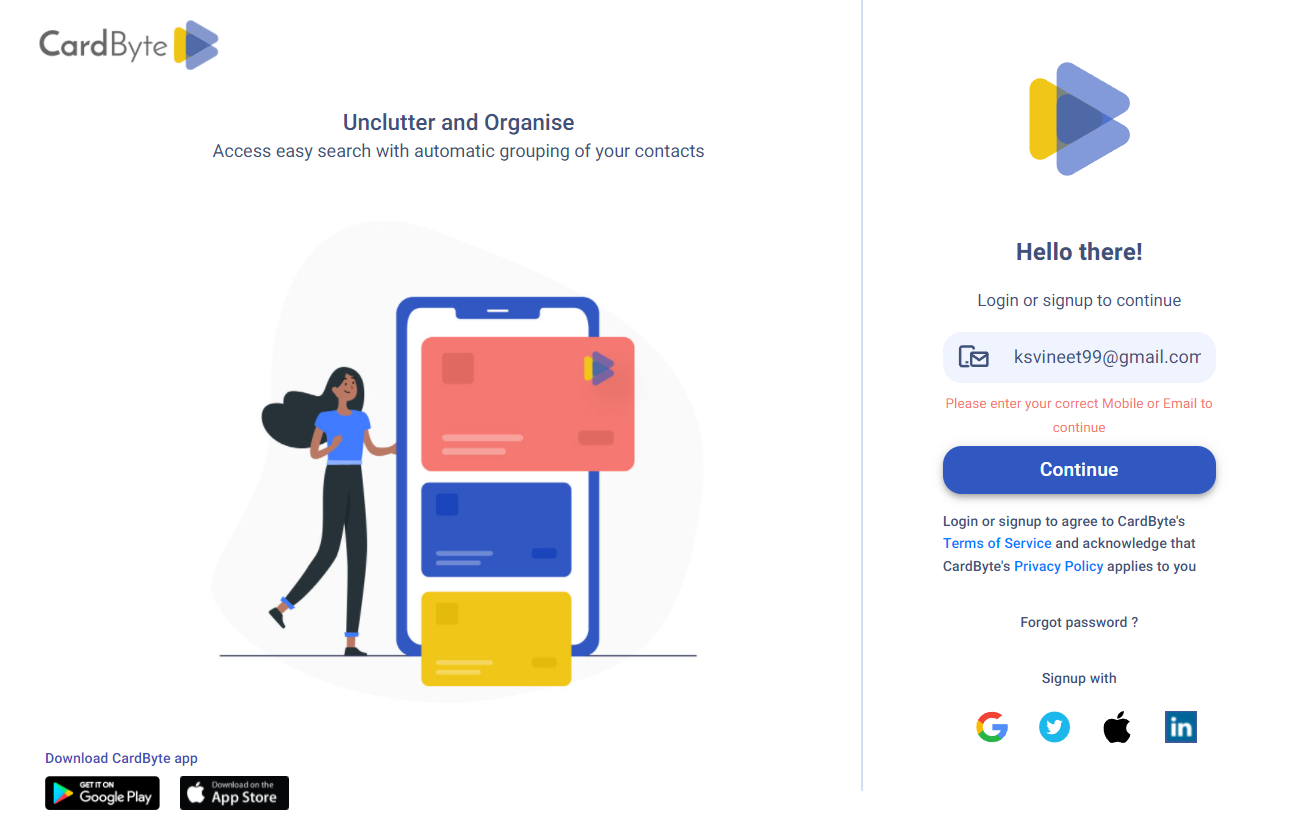 CardByte
Unclutter and Organise
Access easy search with automatic grouping of your contacts
Download CardByte app
GET IT ON
Google Play
Download on the
App Store
Hello there!
Login or signup to continue
ksvineet99@gmail.com
Please enter your correct Mobile or Email to
continue
Continue
Login or signup to agree to CardByte's
Terms of Service and acknowledge that
CardByte's Privacy Policy applies to you
Forgot password ?
Signup with
in